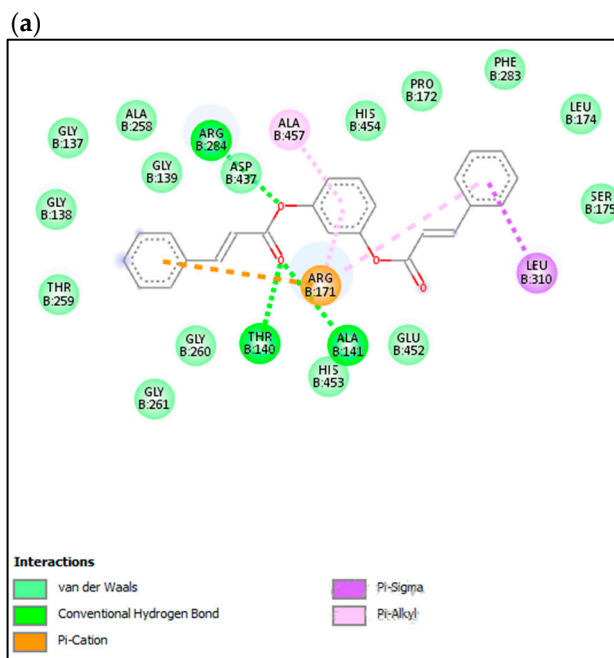 (a)
PHE
B:283
PRO
B:172
ALA
B:258
HIS
B:454
LEU
B:174
ALA
B:457
ARG
B:284
GLY
B:137
GLY
B:139
ASP
B:437
SER
B:175
GLY
B:138
O
O
O
O
LEU
B:310
ARG
B:171
THR
B:259
GLY
B:260
THR
B:140
ALA
B:141
GLU
B:452
HIS
B:453
GLY
B:261
Interactions
van der Waals
Conventional Hydrogen Bond
Pi-Cation
Pi-Sigma
Pi-Alkyl